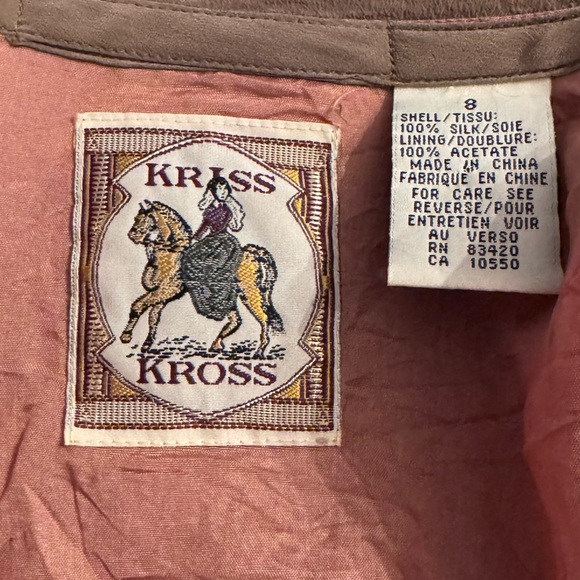 KRISS
KROSS
8
SHELL/TISSU:
100% SILK/SOIE
LINING/DOUBLURE:
100% ACETATE
MADE IN CHINA
FABRIQUÉ EN CHINE
FOR CARE SEE
REVERSE/POUR
ENTRETIEN VOIR
AU VERSO
RN 83420
CA 10550